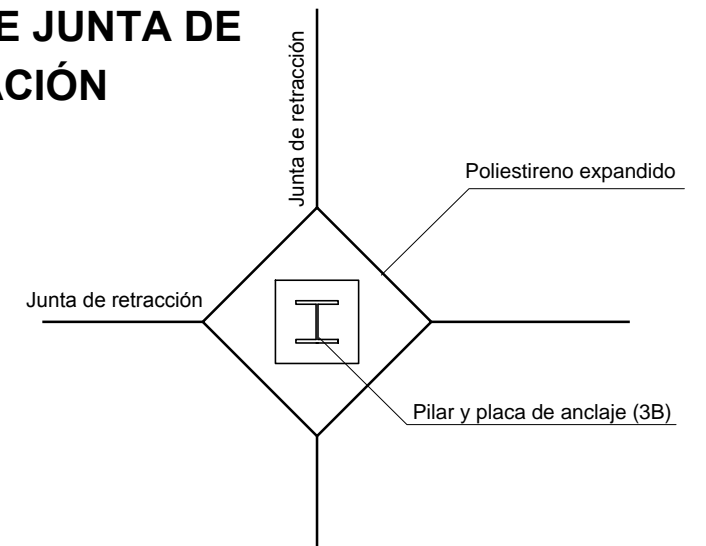 E JUNTA DE
ACIÓN
Junta de retracción
Poliestireno expandido
Junta de retracción
Pilar y placa de anclaje (3B)